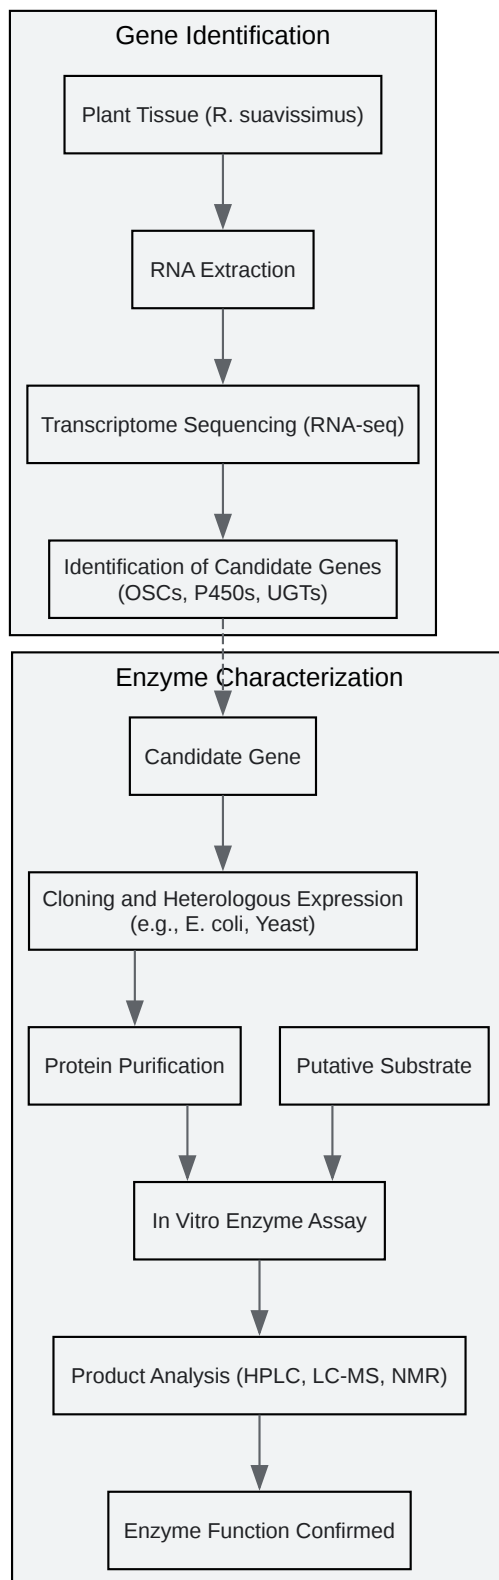 Gene Identification
Plant Tissue (R. suavissimus)
RNA Extraction
Transcriptome Sequencing (RNA-seq)
Identification of Candidate Genes
(OSCs, P450s, UGTs)
Enzyme Characterization
Candidate Gene
Cloning and Heterologous Expression
(e.g., E. coli, Yeast)
Protein Purification
Putative Substrate
In Vitro Enzyme Assay
Product Analysis (HPLC, LC-MS, NMR)
Enzyme Function Confirmed